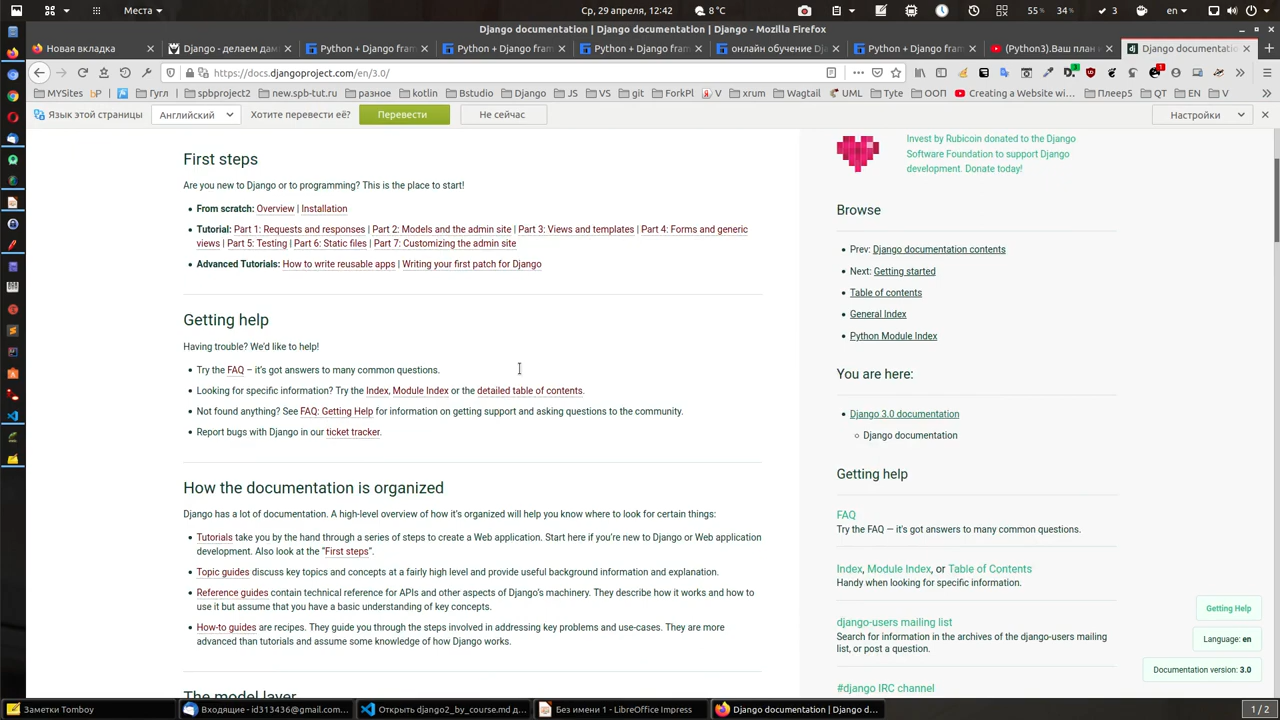 Места
Ср, 29 апреля, 12:42
8°C
55 %
34%
3
en
Django documentation | Django documentation | Django - Mozilla Firefox
Новая вкладка
Django - делаем дам
Python + Django fram
Python + Django fram
Python + Django fram
онлайн обучение Dj
Python + Django fram
(Python3).Ваш план
Django documentatio
https://docs.djangoproject.com/en/3.0/
MYSites
bP
Гугл
spbproject2
new.spb-tut.ru
разное
kotlin
Bstudio
Django
JS
VS
git
ForkPl
V
xrum
Wagtail
UML
Tyte
ООП
Creating a Website wi...
Плеер5
QT
EN
V
Язык этой страницы
Английский
Хотите перевести её?
Перевести
Не сейчас
Настройки
First steps
Are you new to Django or to programming? This is the place to start!
From scratch: Overview | Installation
Tutorial: Part 1: Requests and responses | Part 2: Models and the admin site | Part 3: Views and templates | Part 4: Forms and generic
views | Part 5: Testing | Part 6: Static files | Part 7: Customizing the admin site
Advanced Tutorials: How to write reusable apps | Writing your first patch for Django
Getting help
Having trouble? We'd like to help!
Try the FAQ – it's got answers to many common questions.
Looking for specific information? Try the Index, Module Index or the detailed table of contents.
Not found anything? See FAQ: Getting Help for information on getting support and asking questions to the community.
Report bugs with Django in our ticket tracker.
How the documentation is organized
Django has a lot of documentation. A high-level overview of how it's organized will help you know where to look for certain things:
Tutorials take you by the hand through a series of steps to create a Web application. Start here if you're new to Django or Web application
development. Also look at the "First steps".
Topic guides discuss key topics and concepts at a fairly high level and provide useful background information and explanation.
Reference guides contain technical reference for APIs and other aspects of Django's machinery. They describe how it works and how to
use it but assume that you have a basic understanding of key concepts.
How-to guides are recipes. They guide you through the steps involved in addressing key problems and use-cases. They are more
advanced than tutorials and assume some knowledge of how Django works.
The model layer
Invest by Rubicoin donated to the Django
Software Foundation to support Django
development. Donate today!
Browse
Prev: Django documentation contents
Next: Getting started
Table of contents
General Index
Python Module Index
You are here:
Django 3.0 documentation
Django documentation
Getting help
FAQ
Try the FAQ — it's got answers to many common questions.
Index, Module Index, or Table of Contents
Handy when looking for specific information.
django-users mailing list
Search for information in the archives of the django-users mailing
list, or post a question.
#django IRC channel
Getting Help
Language: en
Documentation version: 3.0
Заметки Tomboy
Входящие - id313436@gmail.com...
Открыть django2_by_course.md д...
Без имени 1 - LibreOffice Impress
Django documentation | Django d...
1 / 2